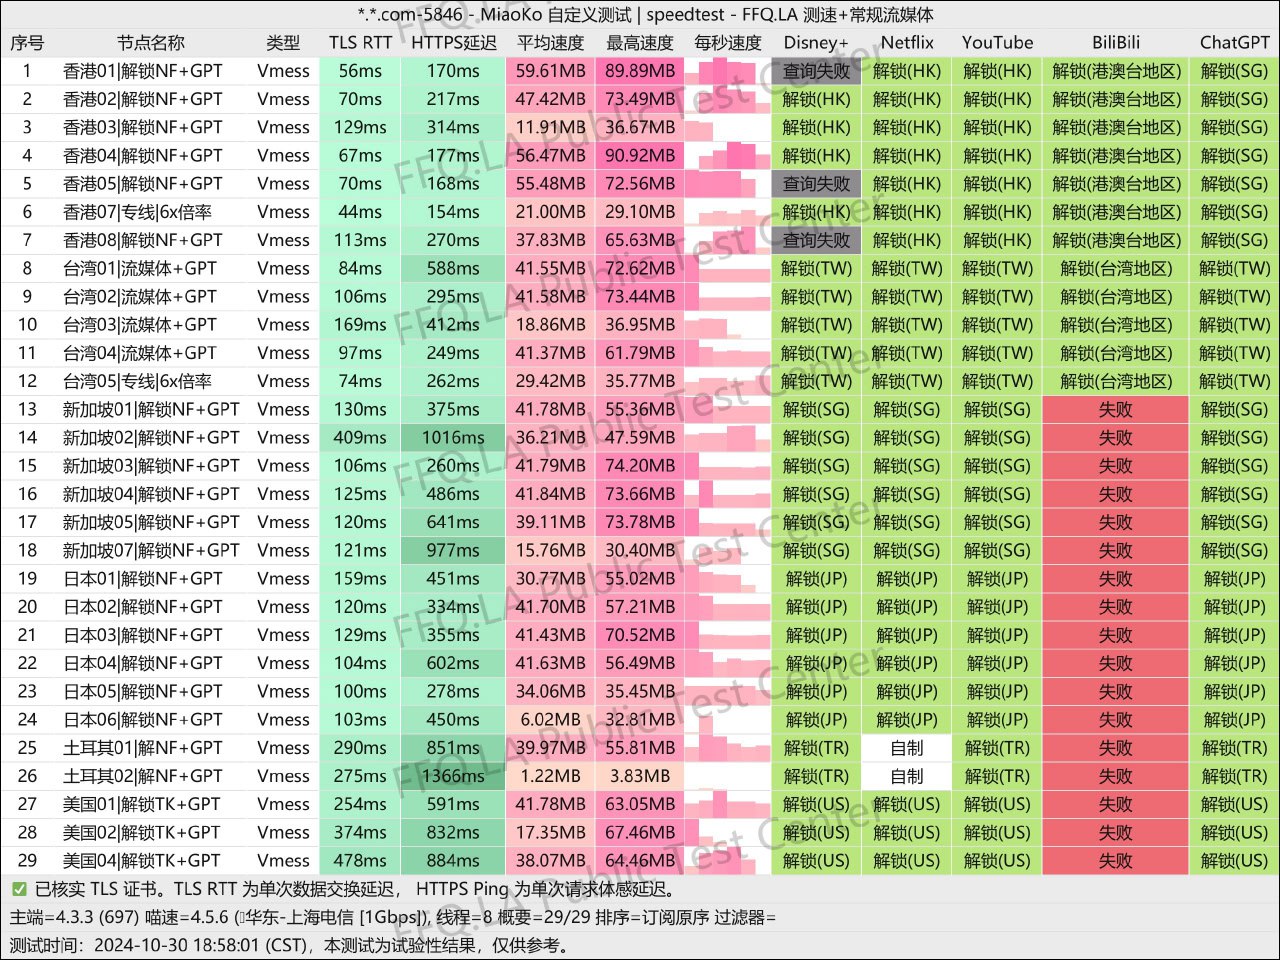 *.*.com-5846 - MiaoKo 自定义测试 | speedtest - FFQ.LA 测速+常规流媒体
序号 节点名称 类型 TLS RTT HTTPS延迟 平均速度 最高速度 每秒速度 Disney+ Netflix YouTube BiliBili ChatGPT
1 香港01|解锁NF+GPT Vmess 56ms 170ms 59.61MB 89.89MB 查询失败 解锁(HK) 解锁(HK) 解锁(港澳台地区) 解锁(SG)
2 香港02|解锁NF+GPT Vmess 70ms 217ms 47.42MB 73.49MB 解锁(HK) 解锁(HK) 解锁(HK) 解锁(港澳台地区) 解锁(SG)
3 香港03|解锁NF+GPT Vmess 129ms 314ms 11.91MB 36.67MB 解锁(HK) 解锁(HK) 解锁(HK) 解锁(港澳台地区) 解锁(SG)
4 香港04|解锁NF+GPT Vmess 67ms 177ms 56.47MB 90.92MB 解锁(HK) 解锁(HK) 解锁(HK) 解锁(港澳台地区) 解锁(SG)
5 香港05|解锁NF+GPT Vmess 70ms 168ms 55.48MB 72.56MB 查询失败 解锁(HK) 解锁(HK) 解锁(港澳台地区) 解锁(SG)
6 香港07|专线|6x倍率 Vmess 44ms 154ms 21.00MB 29.10MB 解锁(HK) 解锁(HK) 解锁(HK) 解锁(港澳台地区) 解锁(SG)
7 香港08|解锁NF+GPT Vmess 113ms 270ms 37.83MB 65.63MB 查询失败 解锁(HK) 解锁(HK) 解锁(港澳台地区) 解锁(SG)
8 台湾01|流媒体+GPT Vmess 84ms 588ms 41.55MB 72.62MB 解锁(TW) 解锁(TW) 解锁(TW) 解锁(台湾地区) 解锁(TW)
9 台湾02|流媒体+GPT Vmess 106ms 295ms 41.58MB 73.44MB 解锁(TW) 解锁(TW) 解锁(TW) 解锁(台湾地区) 解锁(TW)
10 台湾03|流媒体+GPT Vmess 169ms 412ms 18.86MB 36.95MB 解锁(TW) 解锁(TW) 解锁(TW) 解锁(台湾地区) 解锁(TW)
11 台湾04|流媒体+GPT Vmess 97ms 249ms 41.37MB 61.79MB 解锁(TW) 解锁(TW) 解锁(TW) 解锁(台湾地区) 解锁(TW)
12 台湾05|专线|6x倍率 Vmess 74ms 262ms 29.42MB 35.77MB 解锁(TW) 解锁(TW) 解锁(TW) 解锁(台湾地区) 解锁(TW)
13 新加坡01|解锁NF+GPT Vmess 130ms 375ms 41.78MB 55.36MB 解锁(SG) 解锁(SG) 解锁(SG) 失败 解锁(SG)
14 新加坡02|解锁NF+GPT Vmess 409ms 1016ms 36.21MB 47.59MB 解锁(SG) 解锁(SG) 解锁(SG) 失败 解锁(SG)
15 新加坡03|解锁NF+GPT Vmess 106ms 260ms 41.79MB 74.20MB 解锁(SG) 解锁(SG) 解锁(SG) 失败 解锁(SG)
16 新加坡04|解锁NF+GPT Vmess 125ms 486ms 41.84MB 73.66MB 解锁(SG) 解锁(SG) 解锁(SG) 失败 解锁(SG)
17 新加坡05|解锁NF+GPT Vmess 120ms 641ms 39.11MB 73.78MB 解锁(SG) 解锁(SG) 解锁(SG) 失败 解锁(SG)
18 新加坡07|解锁NF+GPT Vmess 121ms 977ms 15.76MB 30.40MB 解锁(SG) 解锁(SG) 解锁(SG) 失败 解锁(SG)
19 日本01|解锁NF+GPT Vmess 159ms 451ms 30.77MB 55.02MB 解锁(JP) 解锁(JP) 解锁(JP) 失败 解锁(JP)
20 日本02|解锁NF+GPT Vmess 120ms 334ms 41.70MB 57.21MB 解锁(JP) 解锁(JP) 解锁(JP) 失败 解锁(JP)
21 日本03|解锁NF+GPT Vmess 129ms 355ms 41.43MB 70.52MB 解锁(JP) 解锁(JP) 解锁(JP) 失败 解锁(JP)
22 日本04|解锁NF+GPT Vmess 104ms 602ms 41.63MB 56.49MB 解锁(JP) 解锁(JP) 解锁(JP) 失败 解锁(JP)
23 日本05|解锁NF+GPT Vmess 100ms 278ms 34.06MB 35.45MB 解锁(JP) 解锁(JP) 解锁(JP) 失败 解锁(JP)
24 日本06|解锁NF+GPT Vmess 103ms 450ms 6.02MB 32.81MB 解锁(JP) 解锁(JP) 解锁(JP) 失败 解锁(JP)
25 土耳其01|解NF+GPT Vmess 290ms 851ms 39.97MB 55.81MB 解锁(TR) 自制 解锁(TR) 失败 解锁(TR)
26 土耳其02|解NF+GPT Vmess 275ms 1366ms 1.22MB 3.83MB 解锁(TR) 自制 解锁(TR) 失败 解锁(TR)
27 美国01|解锁TK+GPT Vmess 254ms 591ms 41.78MB 63.05MB 解锁(US) 解锁(US) 解锁(US) 失败 解锁(US)
28 美国02|解锁TK+GPT Vmess 374ms 832ms 17.35MB 67.46MB 解锁(US) 解锁(US) 解锁(US) 失败 解锁(US)
29 美国04|解锁TK+GPT Vmess 478ms 884ms 38.07MB 64.46MB 解锁(US) 解锁(US) 解锁(US) 失败 解锁(US)
✅ 已核实 TLS 证书。TLS RTT 为单次数据交换延迟， HTTPS Ping 为单次请求体感延迟。
主端=4.3.3 (697) 喵速=4.5.6 (华东-上海电信 [1Gbps]), 线程=8 概要=29/29 排序=订阅原序 过滤器=
测试时间：2024-10-30 18:58:01 (CST)，本测试为试验性结果，仅供参考。
FFQ.LA Public Test Center
FFQ.LA Public Test Center
FFQ.LA Public Test Center
FFQ.LA Public Test Center
FFQ.LA Public Test Center
FFQ.LA Public Test Center